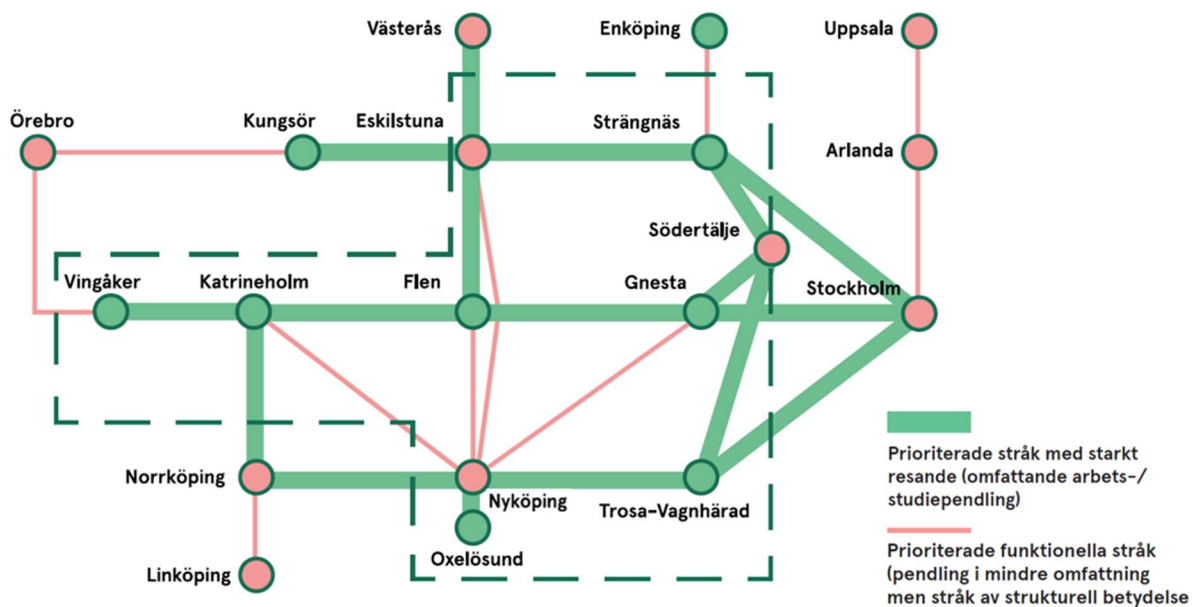 Västerås
Enköping
Uppsala
Örebro
Kungsör
Eskilstuna
Strängnäs
Arlanda
Södertälje
Vingåker
Katrineholm
Flen
Gnesta
Stockholm
Norrköping
Nyköping
Trosa-Vagnhärad
Oxelösund
Linköping
Prioriterade stråk med starkt
resande (omfattande arbets-/
studiependling)
Prioriterade funktionella stråk
(pendling i mindre omfattning
men stråk av strukturell betydelse